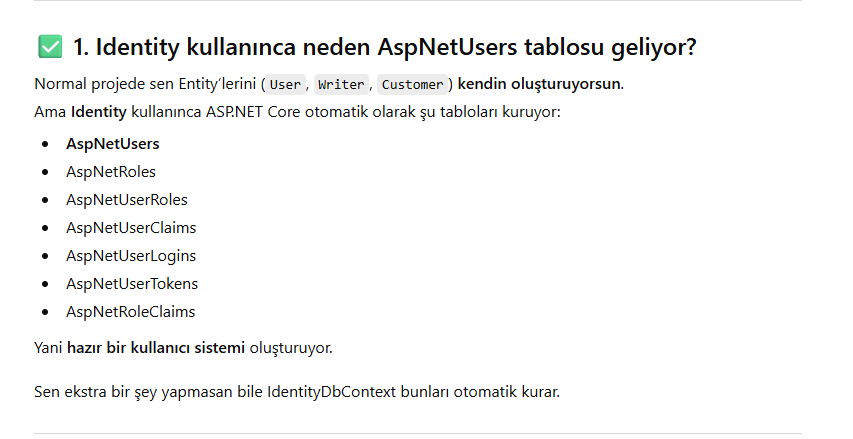 ✅ 1. Identity kullanınca neden AspNetUsers tablosu geliyor?
Normal projede sen Entity’lerini (User, Writer, Customer) kendin oluşturuyorsun.
Ama Identity kullanınca ASP.NET Core otomatik olarak şu tabloları kuruyor:
• AspNetUsers
• AspNetRoles
• AspNetUserRoles
• AspNetUserClaims
• AspNetUserLogins
• AspNetUserTokens
• AspNetRoleClaims
Yani hazır bir kullanıcı sistemi oluşturuyor.
Sen ekstra bir şey yapmasan bile IdentityDbContext bunları otomatik kurar.